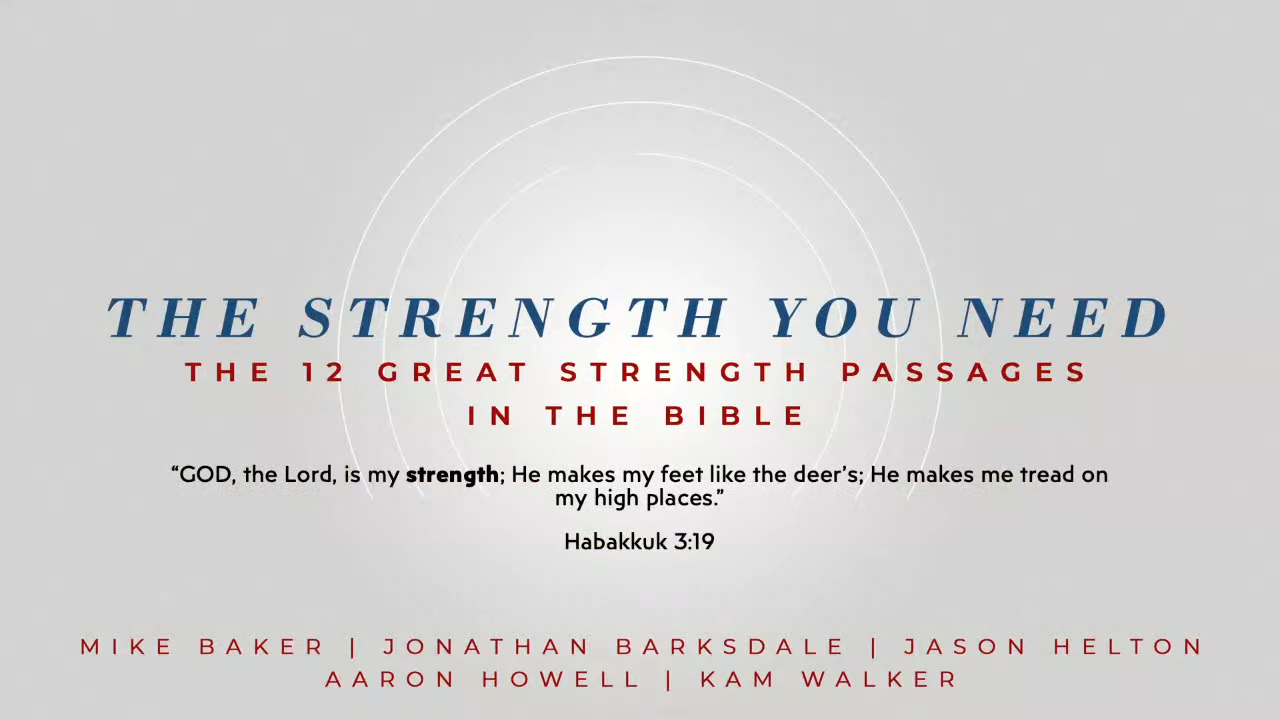 THE STRENGTH YOU NEED
THE 12 GREAT STRENGTH PASSAGES
IN THE BIBLE
“GOD, the Lord, is my strength; He makes my feet like the deer’s; He makes me tread on
my high places.”
Habakkuk 3:19
MIKE BAKER | JONATHAN BARKSDALE | JASON HELTON
AARON HOWELL | KAM WALKER